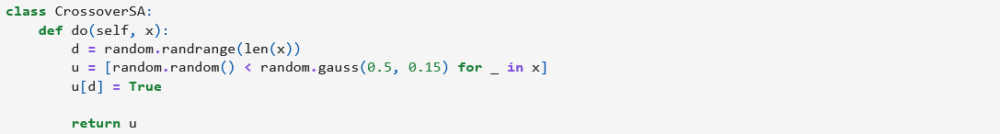 class CrossoverSA:
    def do(self, x):
        d = random.randrange(len(x))
        u = [random.random() < random.gauss(0.5, 0.15) for _ in x]
        u[d] = True

        return u